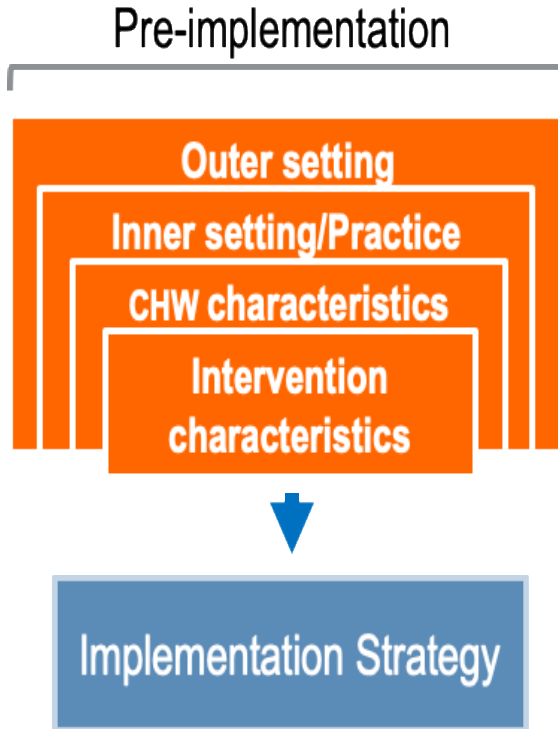 Pre-implementation
Outer setting
Inner setting/Practice
CHW characteristics
Intervention
characteristics
Implementation Strategy